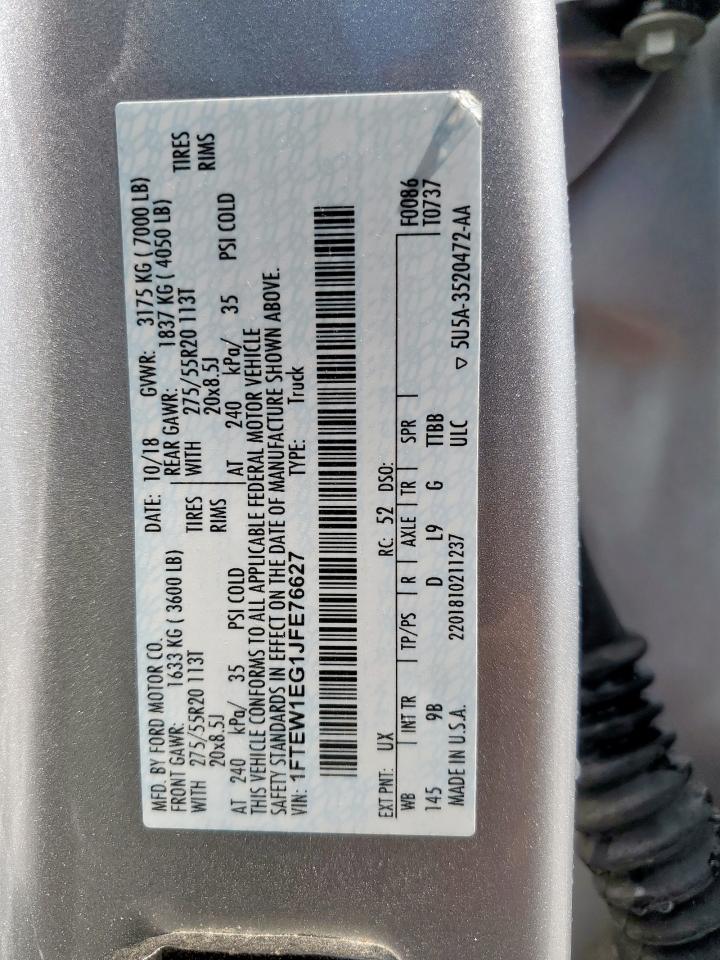 MFD. BY FORD MOTOR CO. DATE: 10/18 GVWR: 3175 KG ( 7000 LB)
FRONT GAWR: 1633 KG ( 3600 LB) REAR GAWR: 1837 KG ( 4050 LB)
WITH 275/55R20 113T TIRES WITH 275/55R20 113T TIRES
20x8.5J RIMS 20x8.5J RIMS
AT 240 kPa/ 35 PSI COLD AT 240 kPa/ 35 PSI COLD
THIS VEHICLE CONFORMS TO ALL APPLICABLE FEDERAL MOTOR VEHICLE
SAFETY STANDARDS IN EFFECT ON THE DATE OF MANUFACTURE SHOWN ABOVE.
VIN: 1FTEW1EG1JFE76627 TYPE: Truck
EXT PNT: UX RC: 52 DSO: F0086
WB INT TR TP/PS R AXLE TR SPR T0737
145 9B D L9 G TTBB
MADE IN U.S.A. 2201810211237 ULC ▽ 5U5A-3520472-AA